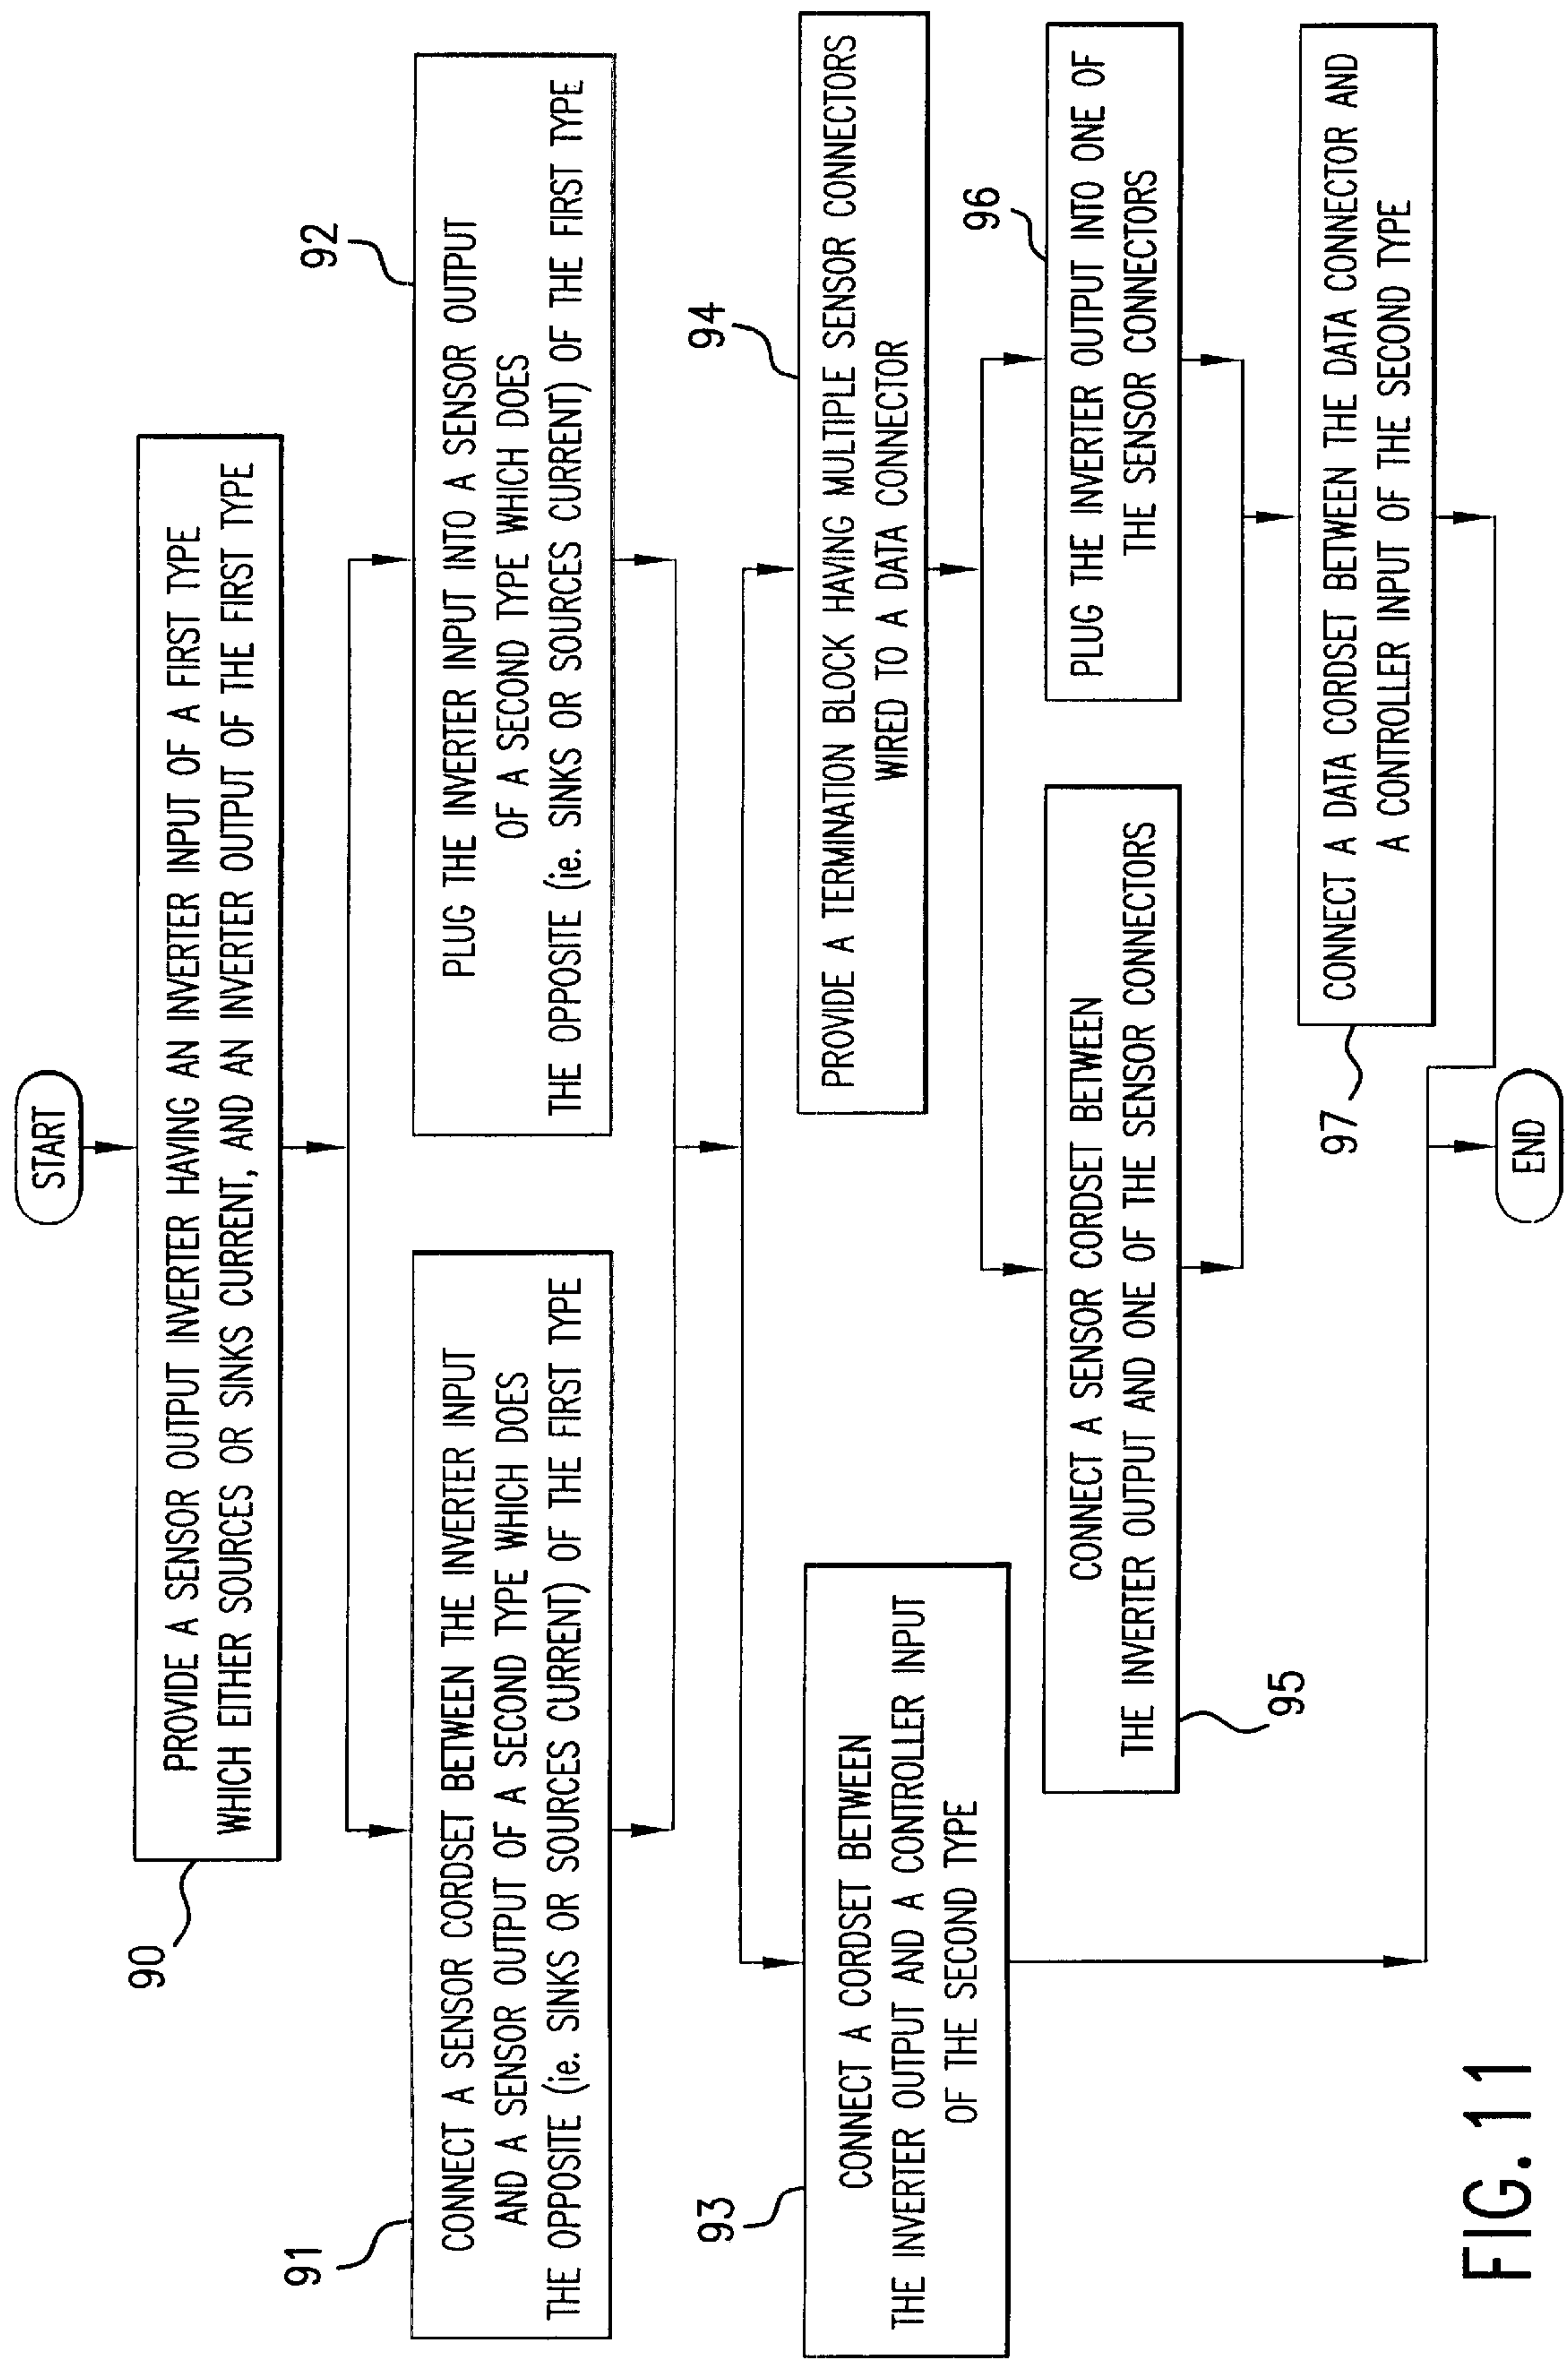 START
90
PROVIDE A SENSOR OUTPUT INVERTER HAVING AN INVERTER INPUT OF A FIRST TYPE
WHICH EITHER SOURCES OR SINKS CURRENT, AND AN INVERTER OUTPUT OF THE FIRST TYPE
91
CONNECT A SENSOR CORDSET BETWEEN THE INVERTER INPUT
AND A SENSOR OUTPUT OF A SECOND TYPE WHICH DOES
THE OPPOSITE (ie. SINKS OR SOURCES CURRENT) OF THE FIRST TYPE
92
PLUG THE INVERTER INPUT INTO A SENSOR OUTPUT
OF A SECOND TYPE WHICH DOES
THE OPPOSITE (ie. SINKS OR SOURCES CURRENT) OF THE FIRST TYPE
93
CONNECT A CORDSET BETWEEN
THE INVERTER OUTPUT AND A CONTROLLER INPUT
OF THE SECOND TYPE
94
PROVIDE A TERMINATION BLOCK HAVING MULTIPLE SENSOR CONNECTORS
WIRED TO A DATA CONNECTOR
CONNECT A SENSOR CORDSET BETWEEN
THE INVERTER OUTPUT AND ONE OF THE SENSOR CONNECTORS
95
96
PLUG THE INVERTER OUTPUT INTO ONE OF
THE SENSOR CONNECTORS
97
CONNECT A DATA CORDSET BETWEEN THE DATA CONNECTOR AND
A CONTROLLER INPUT OF THE SECOND TYPE
END
FIG.11